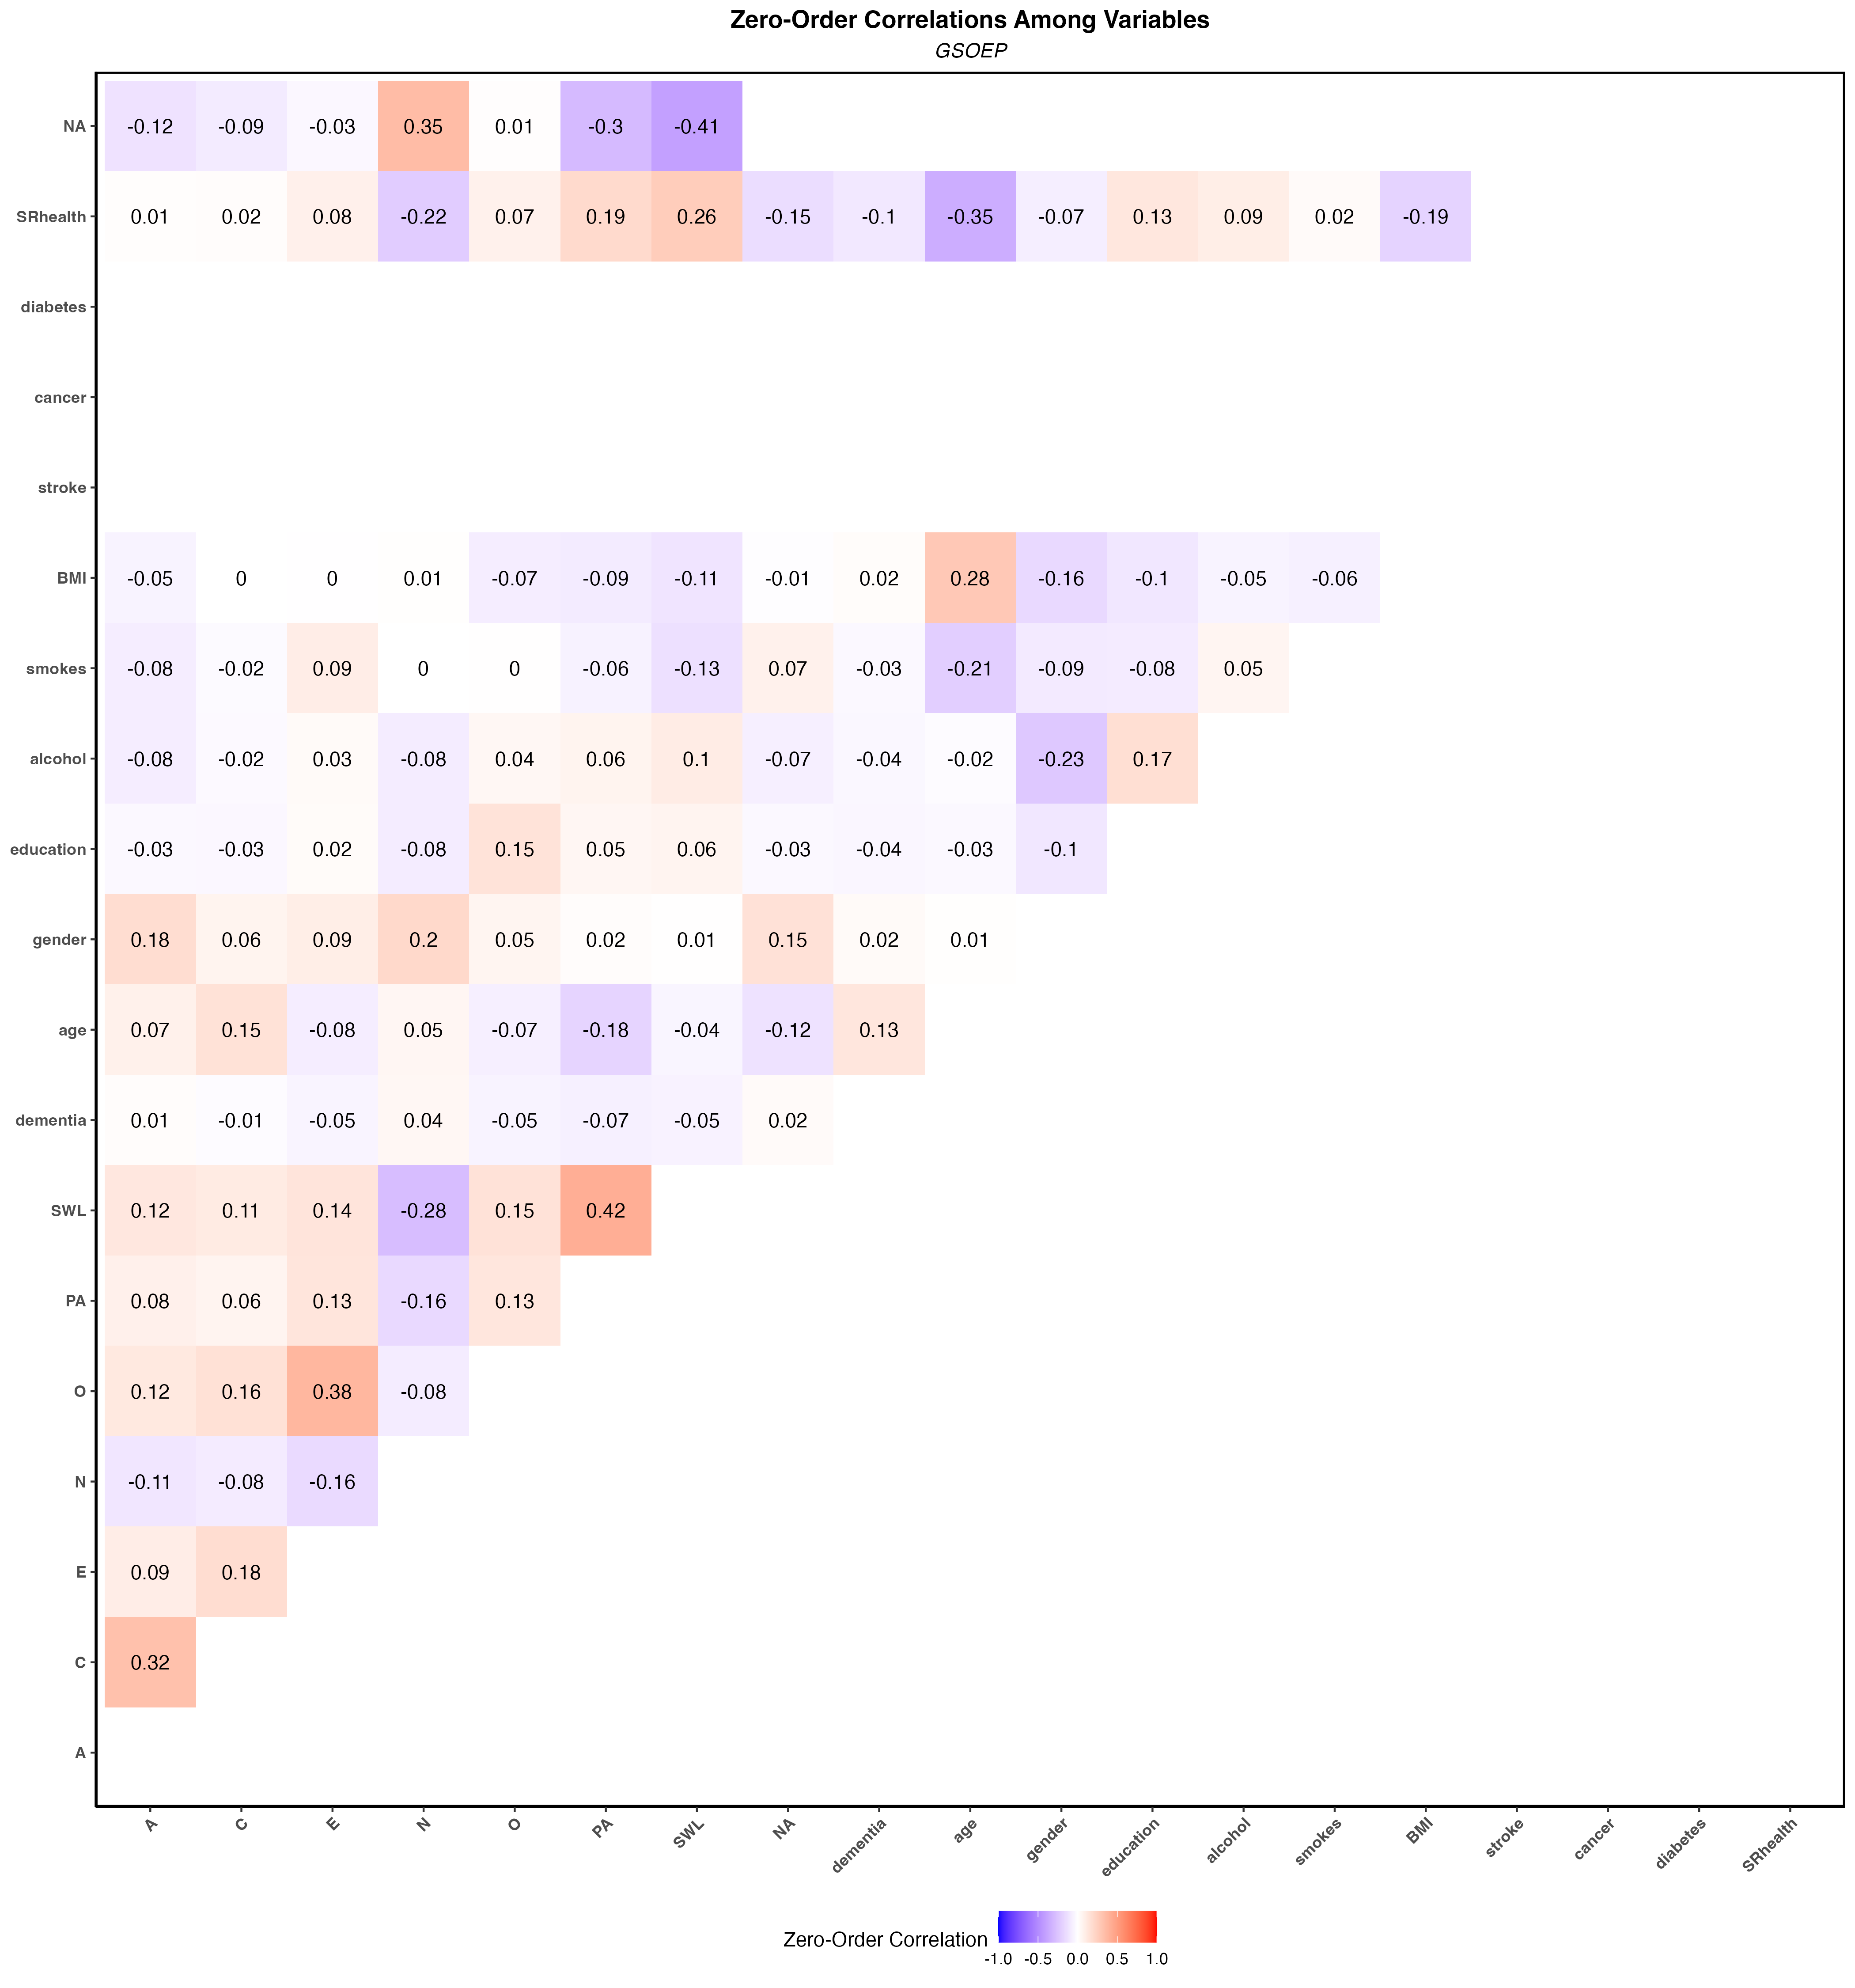 Zero-Order Correlations Among Variables
GSOEP
NA -0.12 -0.09 -0.03 0.35 0.01 -0.3 -0.41
SRhealth 0.01 0.02 0.08 -0.22 0.07 0.19 0.26 -0.15 -0.1 -0.35 -0.07 0.13 0.09 0.02 -0.19
diabetes
cancer
stroke
BMI -0.05 0 0 0.01 -0.07 -0.09 -0.11 -0.01 0.02 0.28 -0.16 -0.1 -0.05 -0.06
smokes -0.08 -0.02 0.09 0 0 -0.06 -0.13 0.07 -0.03 -0.21 -0.09 -0.08 0.05
alcohol -0.08 -0.02 0.03 -0.08 0.04 0.06 0.1 -0.07 -0.04 -0.02 -0.23 0.17
education -0.03 -0.03 0.02 -0.08 0.15 0.05 0.06 -0.03 -0.04 -0.03 -0.1
gender 0.18 0.06 0.09 0.2 0.05 0.02 0.01 0.15 0.02 0.01
age 0.07 0.15 -0.08 0.05 -0.07 -0.18 -0.04 -0.12 0.13
dementia 0.01 -0.01 -0.05 0.04 -0.05 -0.07 -0.05 0.02
SWL 0.12 0.11 0.14 -0.28 0.15 0.42
PA 0.08 0.06 0.13 -0.16 0.13
O 0.12 0.16 0.38 -0.08
N -0.11 -0.08 -0.16
E 0.09 0.18
C 0.32
A
A C E N O PA SWL NA dementia age gender education alcohol smokes BMI stroke cancer diabetes SRhealth
Zero-Order Correlation
-1.0 -0.5 0.0 0.5 1.0